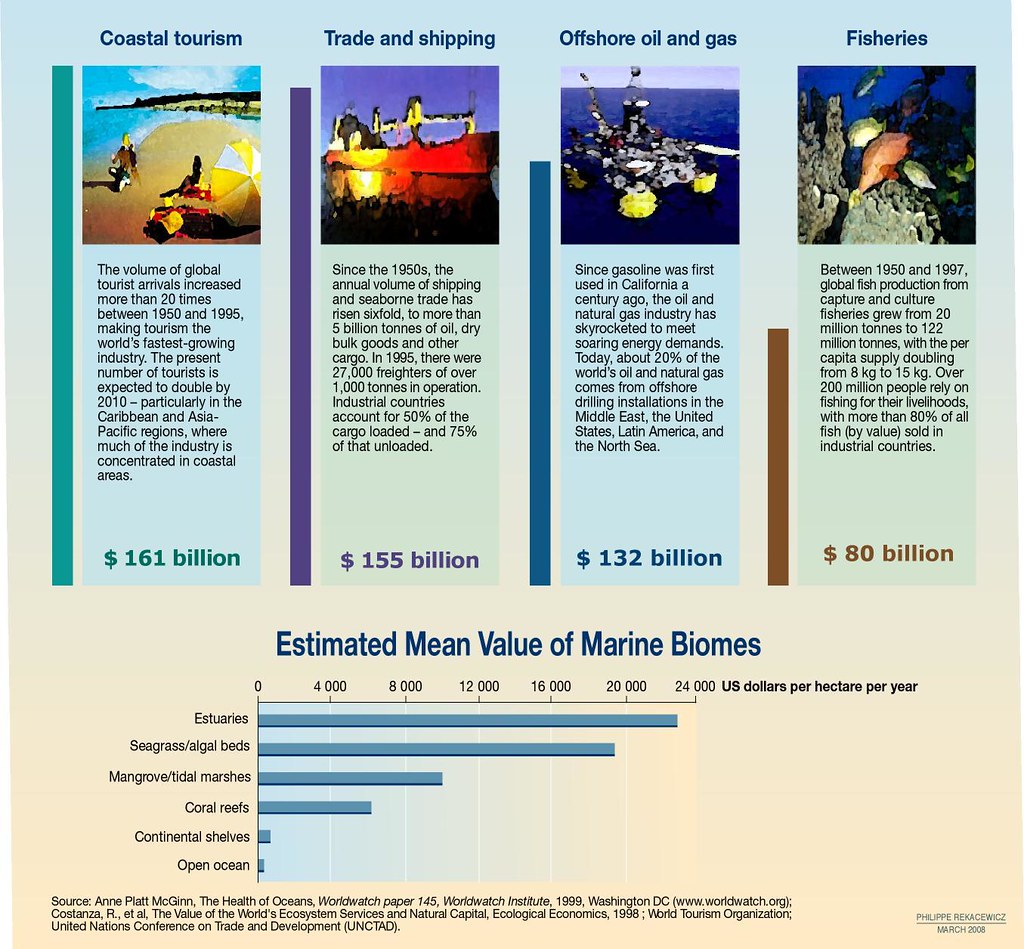 Coastal tourism
Trade and shipping
Offshore oil and gas
Fisheries
The volume of global
tourist arrivals increased
more than 20 times
between 1950 and 1995,
making tourism the
world's fastest-growing
industry. The present
number of tourists is
expected to double by
2010 – particularly in the
Caribbean and Asia-
Pacific regions, where
much of the industry is
concentrated in coastal
areas.
$ 161 billion
Since the 1950s, the
annual volume of shipping
and seaborne trade has
risen sixfold, to more than
5 billion tonnes of oil, dry
bulk goods and other
cargo. In 1995, there were
27,000 freighters of over
1,000 tonnes in operation.
Industrial countries
account for 50% of the
cargo loaded – and 75%
of that unloaded.
$ 155 billion
Since gasoline was first
used in California a
century ago, the oil and
natural gas industry has
skyrocketed to meet
soaring energy demands.
Today, about 20% of the
world's oil and natural gas
comes from offshore
drilling installations in the
Middle East, the United
States, Latin America, and
the North Sea.
$ 132 billion
Between 1950 and 1997,
global fish production from
capture and culture
fisheries grew from 20
million tonnes to 122
million tonnes, with the per
capita supply doubling
from 8 kg to 15 kg. Over
200 million people rely on
fishing for their livelihoods,
with more than 80% of all
fish (by value) sold in
industrial countries.
$ 80 billion
Estimated Mean Value of Marine Biomes
0 4 000 8 000 12 000 16 000 20 000 24 000 US dollars per hectare per year
Estuaries
Seagrass/algal beds
Mangrove/tidal marshes
Coral reefs
Continental shelves
Open ocean
Source: Anne Platt McGinn, The Health of Oceans, Worldwatch paper 145, Worldwatch Institute, 1999, Washington DC (www.worldwatch.org);
Costanza, R., et al, The Value of the World's Ecosystem Services and Natural Capital, Ecological Economics, 1998 ; World Tourism Organization;
United Nations Conference on Trade and Development (UNCTAD).
PHILIPPE REKACEWICZ
MARCH 2008